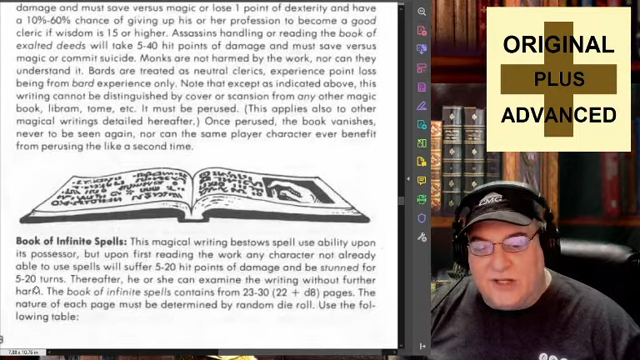 damage and must save versus magic or lose 1 point of dexterity and have
a 10%-60% chance of giving up his or her profession to become a good
cleric if wisdom is 15 or higher. Assassins handling or reading the book of
exalted deeds will take 5-40 hit points of damage and must save versus
magic or commit suicide. Monks are not harmed by the work, nor can they
understand it. Bards are treated as neutral clerics, experience point loss
being from bard experience only. Note that except as indicated above, this
writing cannot be distinguished by cover or scansion from any other magic
book, libram, tome, etc. It must be perused. (This applies also to other
magical writings detailed hereafter.) Once perused, the book vanishes,
never to be seen again, nor can the same player character ever benefit
from perusing the like a second time.
Book of Infinite Spells: This magical writing bestows spell use ability upon
its possessor, but upon first reading the work any character not already
able to use spells will suffer 5-20 hit points of damage and be stunned for
5-20 turns. Thereafter, he or she can examine the writing without further
harm. The book of infinite spells contains from 23-30 (22 + d8) pages. The
nature of each page must be determined by random die roll. Use the fol-
lowing table:
ORIGINAL
PLUS
ADVANCED